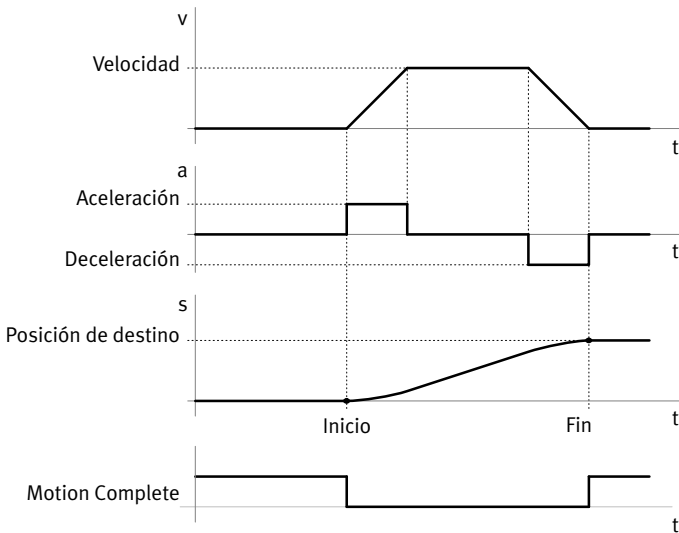 v
Velocidad
t
a
Aceleración
Deceleración
t
s
Posición de destino
Inicio
Fin
t
Motion Complete
t